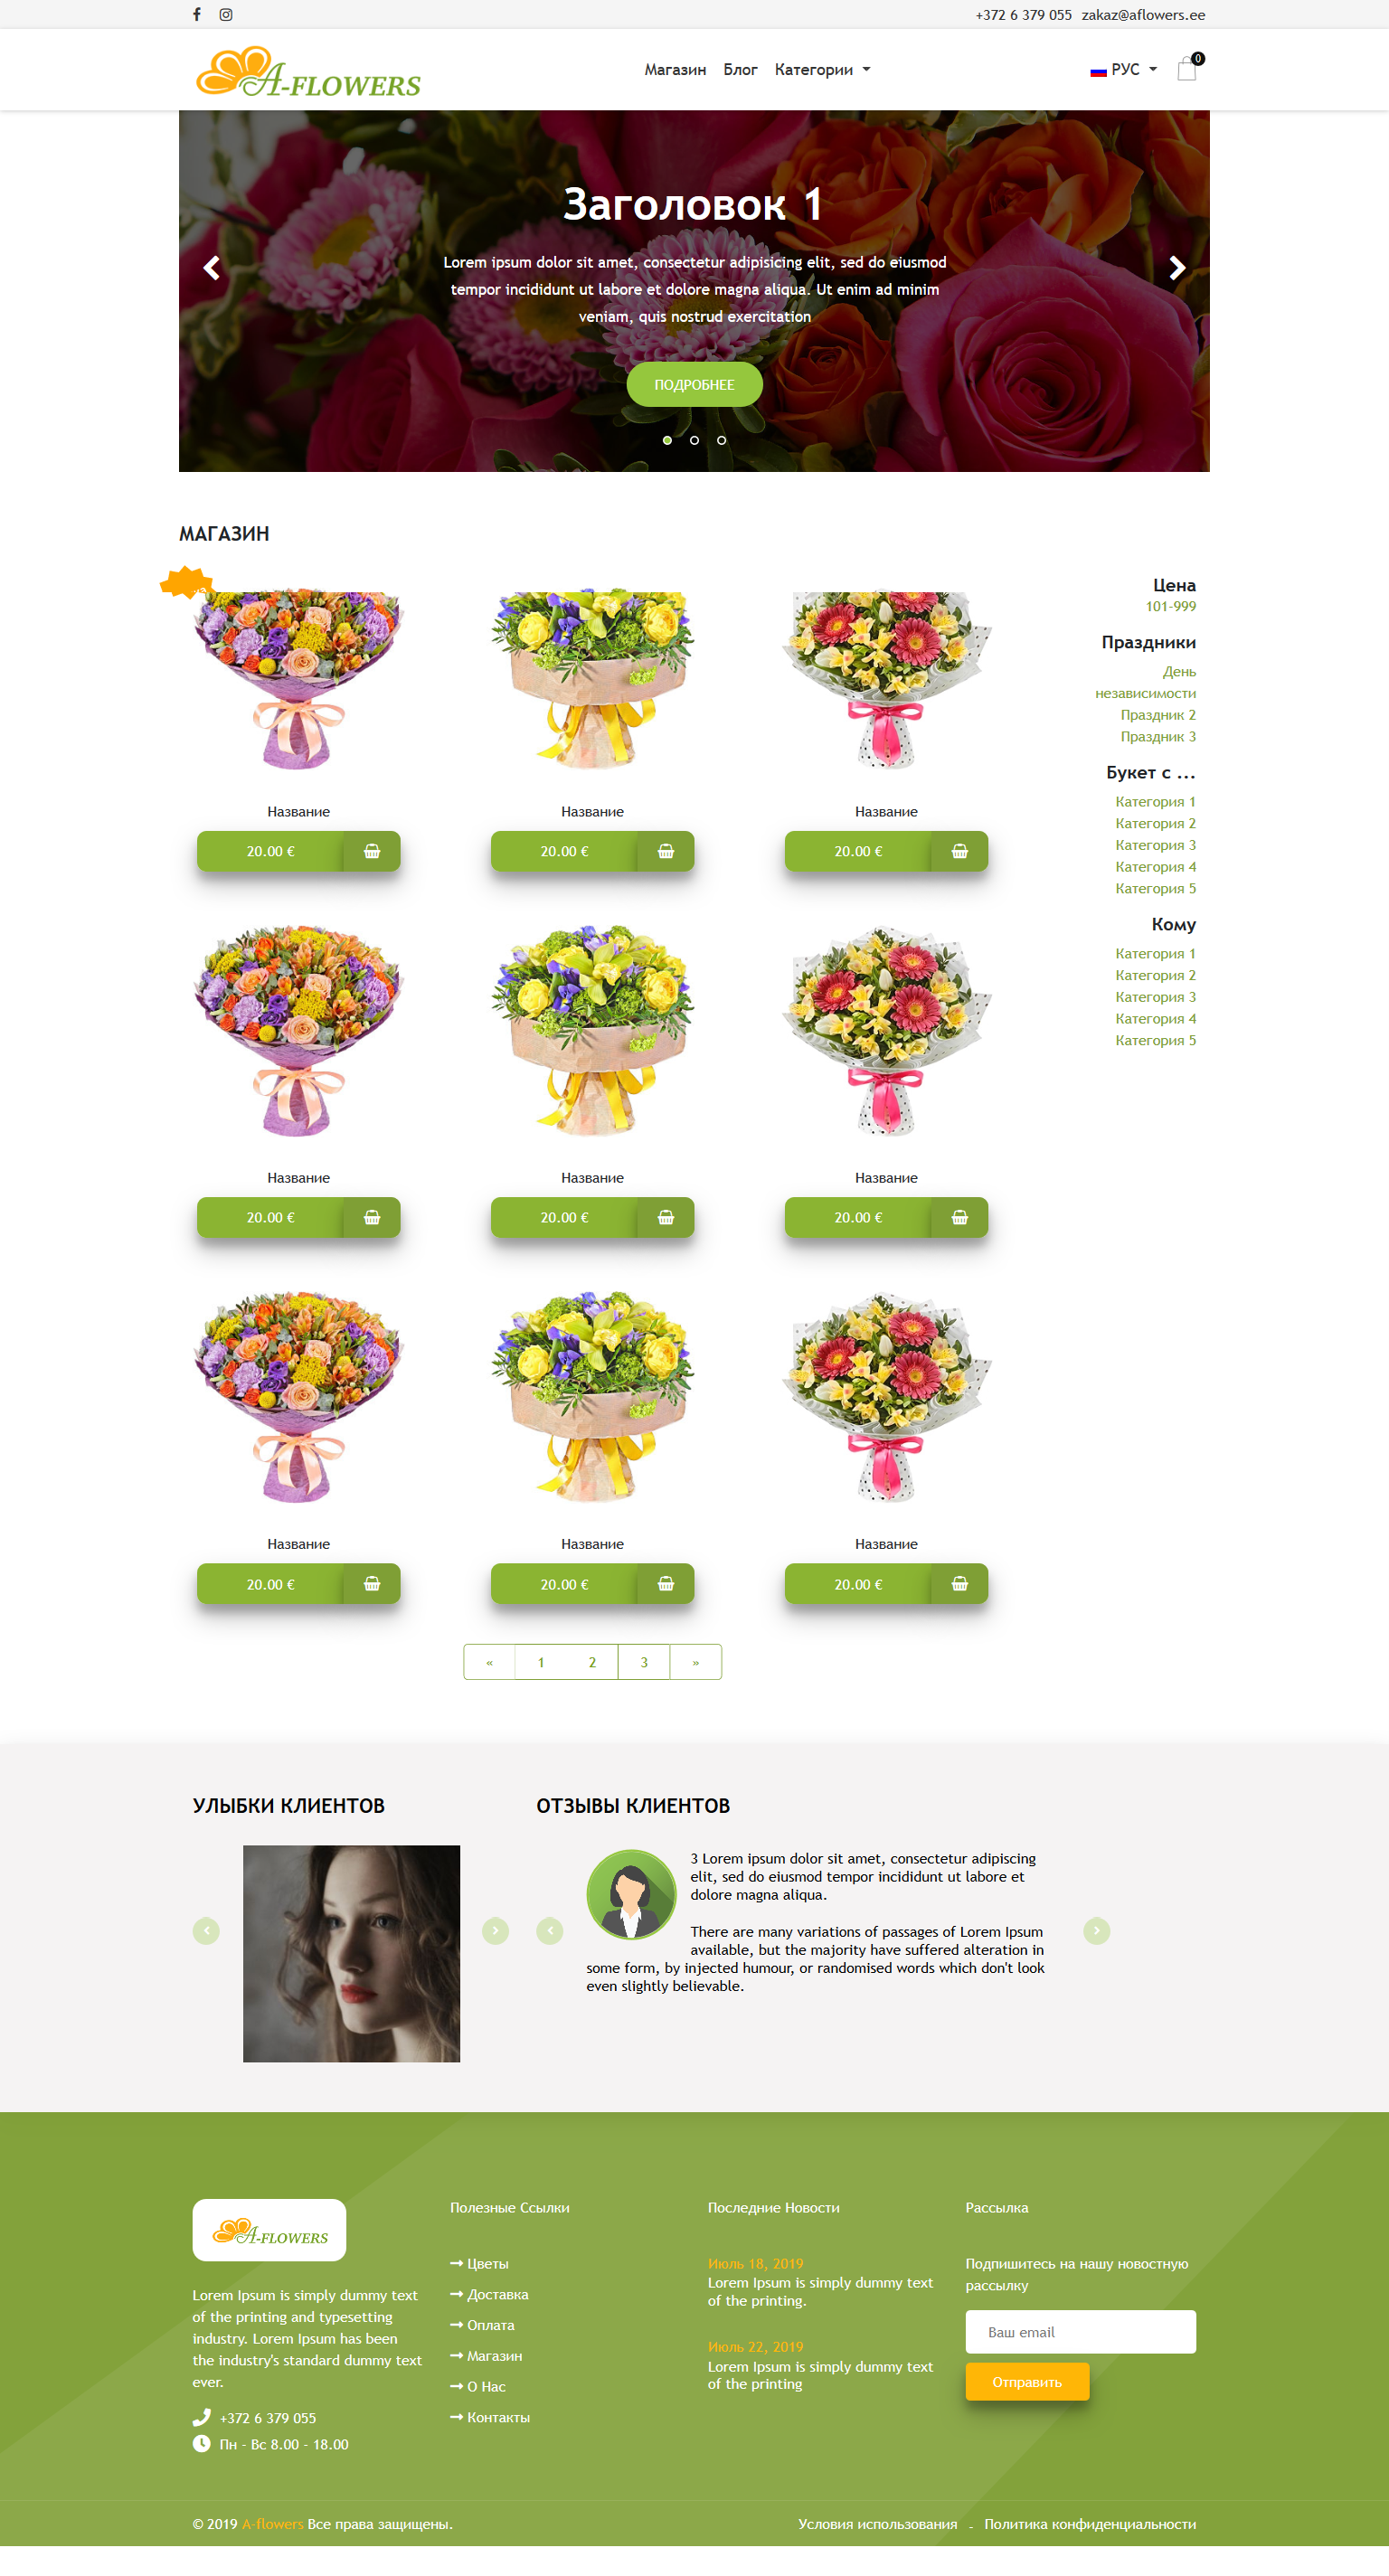 +372 6 379 055 zakaz@aflowers.ee
A-FLOWERS
Магазин Блог Категории
РУС
0
Заголовок 1
Lorem ipsum dolor sit amet, consectetur adipisicing elit, sed do eiusmod
tempor incididunt ut labore et dolore magna aliqua. Ut enim ad minim
veniam, quis nostrud exercitation
ПОДРОБНЕЕ
МАГАЗИН
Название
20.00 €
Название
20.00 €
Название
20.00 €
Название
20.00 €
Название
20.00 €
Название
20.00 €
Название
20.00 €
Название
20.00 €
Название
20.00 €
« 1 2 3 »
Цена
101-999
Праздники
День
независимости
Праздник 2
Праздник 3
Букет с ...
Категория 1
Категория 2
Категория 3
Категория 4
Категория 5
Кому
Категория 1
Категория 2
Категория 3
Категория 4
Категория 5
УЛЫБКИ КЛИЕНТОВ
ОТЗЫВЫ КЛИЕНТОВ
3 Lorem ipsum dolor sit amet, consectetur adipiscing
elit, sed do eiusmod tempor incididunt ut labore et
dolore magna aliqua.
There are many variations of passages of Lorem Ipsum
available, but the majority have suffered alteration in
some form, by injected humour, or randomised words which don't look
even slightly believable.
A-FLOWERS
Lorem Ipsum is simply dummy text
of the printing and typesetting
industry. Lorem Ipsum has been
the industry's standard dummy text
ever.
+372 6 379 055
Пн - Вс 8.00 - 18.00
Полезные Ссылки
Цветы
Доставка
Оплата
Магазин
О Нас
Контакты
Последние Новости
Июль 18, 2019
Lorem Ipsum is simply dummy text
of the printing.
Июль 22, 2019
Lorem Ipsum is simply dummy text
of the printing
Рассылка
Подпишитесь на нашу новостную
рассылку
Ваш email
Отправить
© 2019 A-flowers Все права защищены.
Условия использования - Политика конфиденциальности